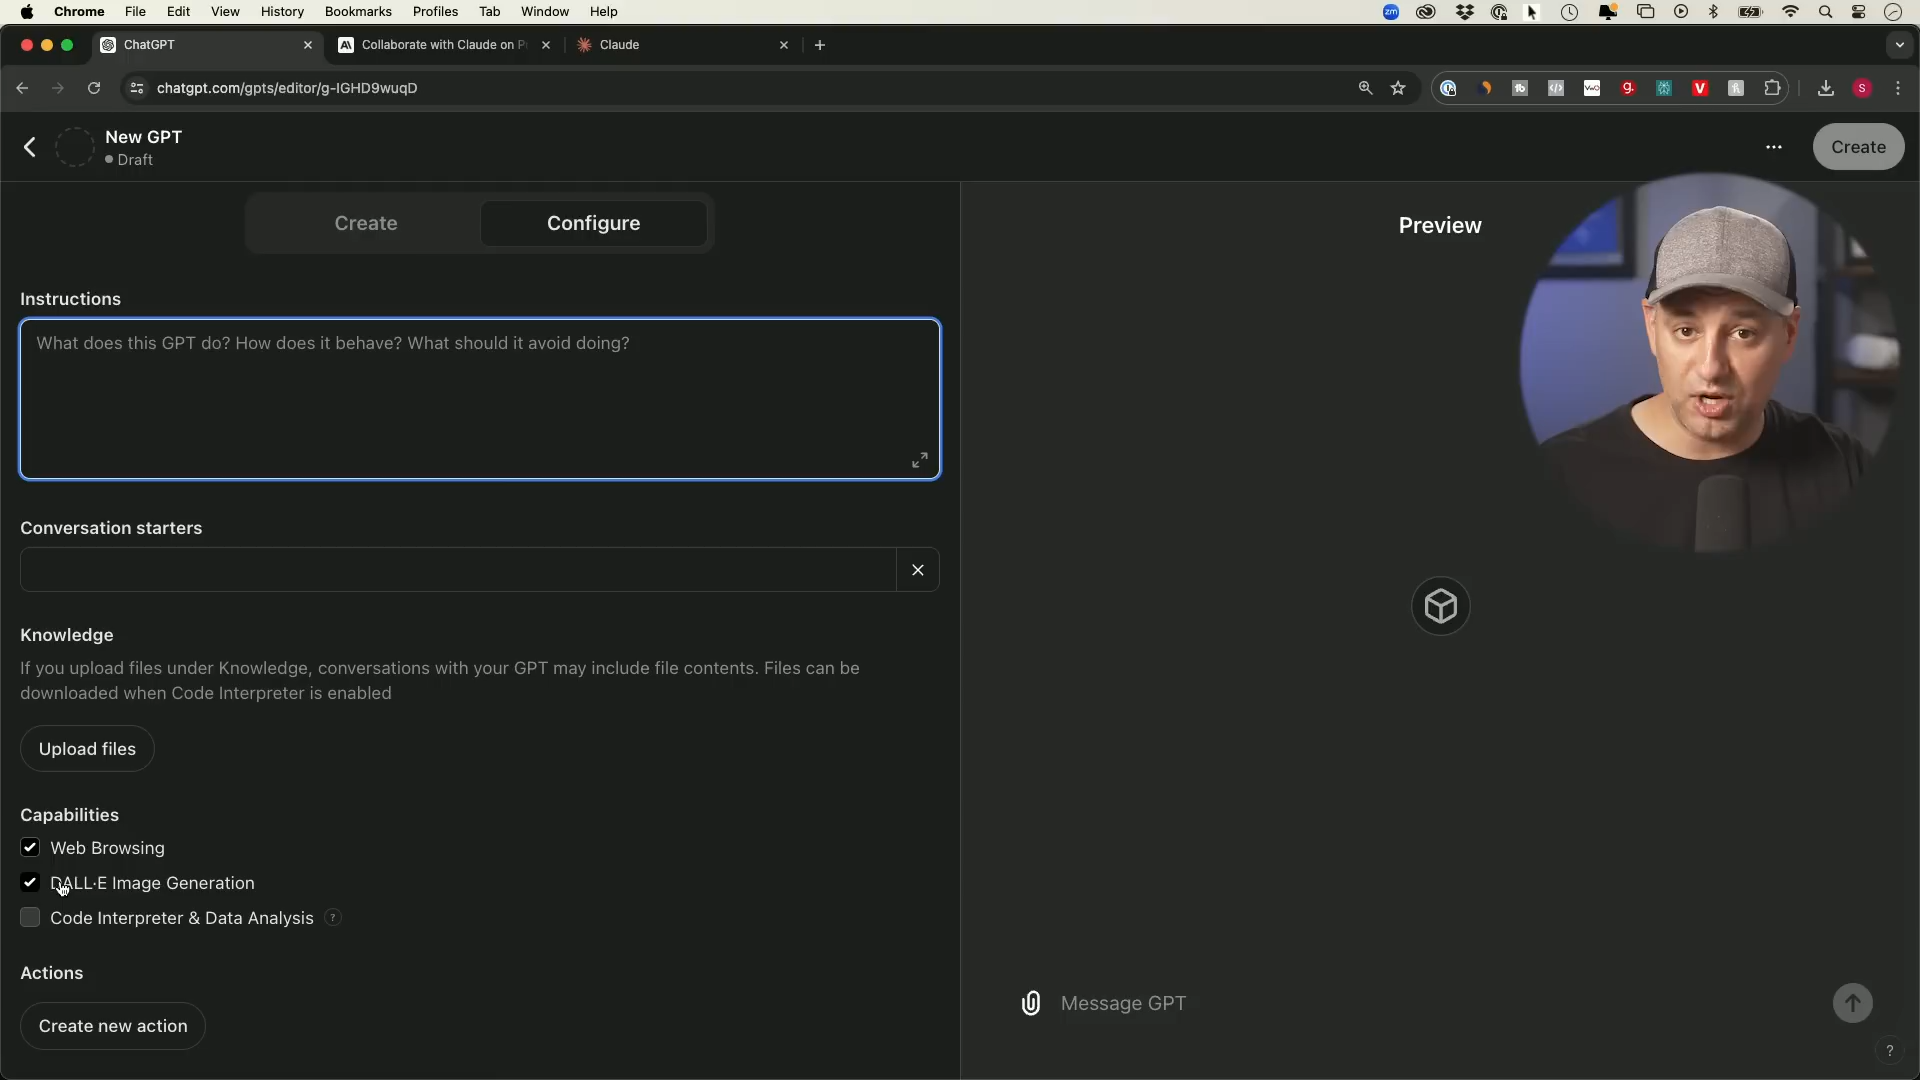 Chrome File Edit View History Bookmarks Profiles Tab Window Help
zm
ChatGPT
Collaborate with Claude on P
Claude
chatgpt.com/gpts/editor/g-IGHD9wuqD
New GPT
Draft
Create
Create
Configure
Preview
Instructions
What does this GPT do? How does it behave? What should it avoid doing?
Conversation starters
Knowledge
If you upload files under Knowledge, conversations with your GPT may include file contents. Files can be
downloaded when Code Interpreter is enabled
Upload files
Capabilities
Web Browsing
DALL·E Image Generation
Code Interpreter & Data Analysis ?
Actions
Create new action
Message GPT
?